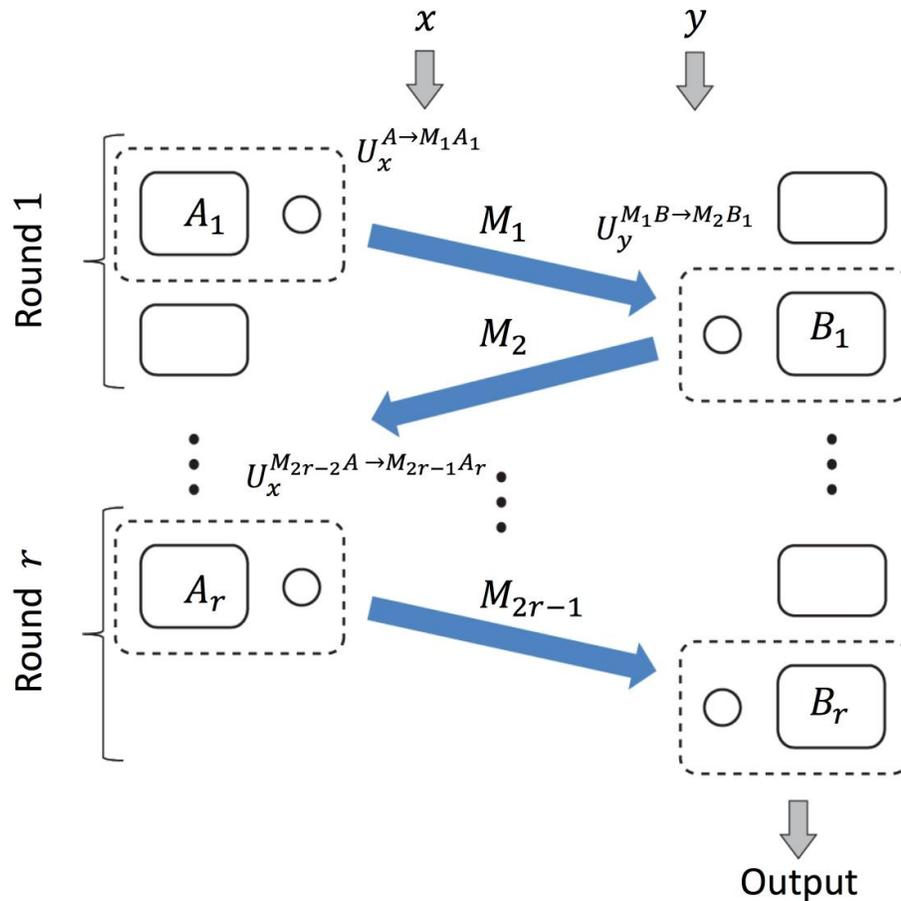 x y
Round 1
U_x^{A→M_1A_1}
A_1
M_1
U_y^{M_1B→M_2B_1}
M_2
B_1
U_x^{M_{2r-2}A→M_{2r-1}A_r}
Round r
A_r
M_{2r-1}
B_r
Output